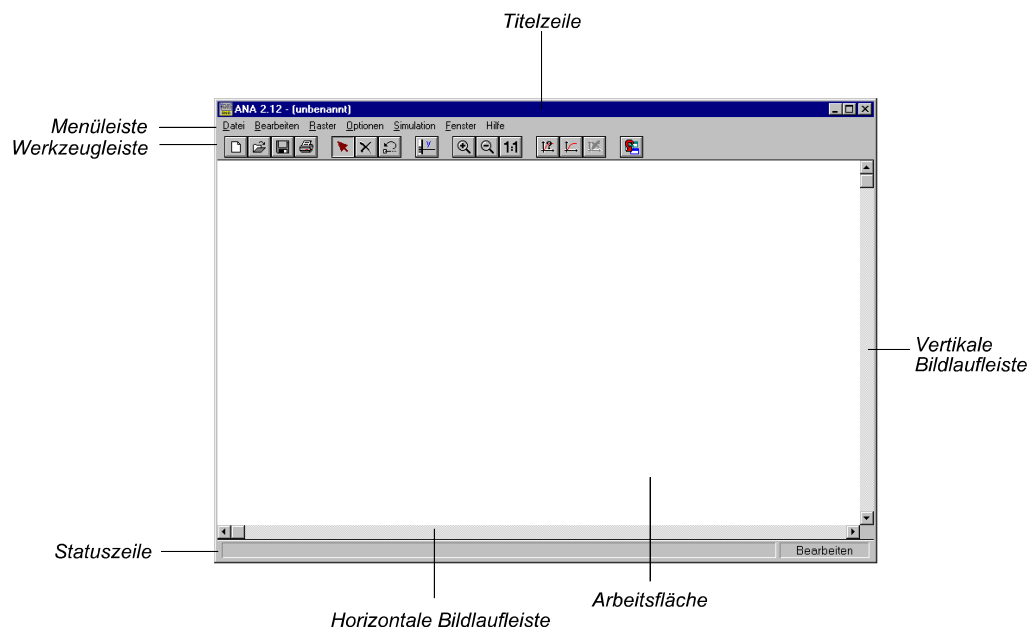 Titelzeile
ANA 2.12 - (unbenannt)
Menüleiste
Datei Bearbeiten Raster Optionen Simulation Fenster Hilfe
Werkzeugleiste
y 1:1 ?
Vertikale
Bildlaufleiste
Statuszeile
Bearbeiten
Arbeitsfläche
Horizontale Bildlaufleiste